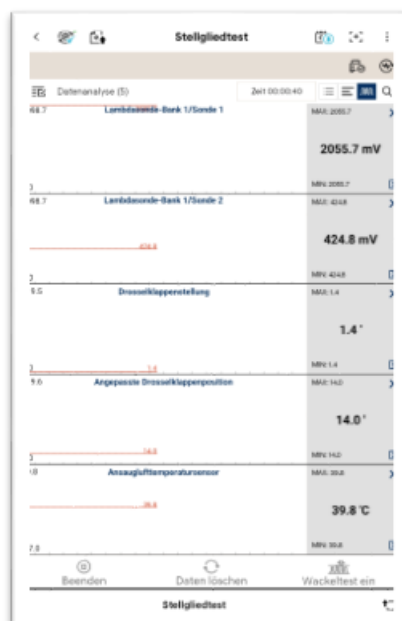 Stellgliedtest
Datenanalyse (5)
Zeit 00:00:40
Lambdasonde-Bank 1/Sonde 1
MAX: 2055.7
2055.7 mV
MIN: 2055.7
Lambdasonde-Bank 1/Sonde 2
MAX: 424.8
424.8
424.8 mV
MIN: 424.8
Drosselklappenstellung
MAX: 1.4
1.4 °
1.4
MIN: 1.4
Angepasste Drosselklappenposition
MAX: 14.0
14.0 °
14.0
MIN: 14.0
Ansauglufttemperatursensor
MAX: 39.8
39.8
39.8 °C
MIN: 39.8
Beenden
Daten löschen
Wackeltest ein
Stellgliedtest